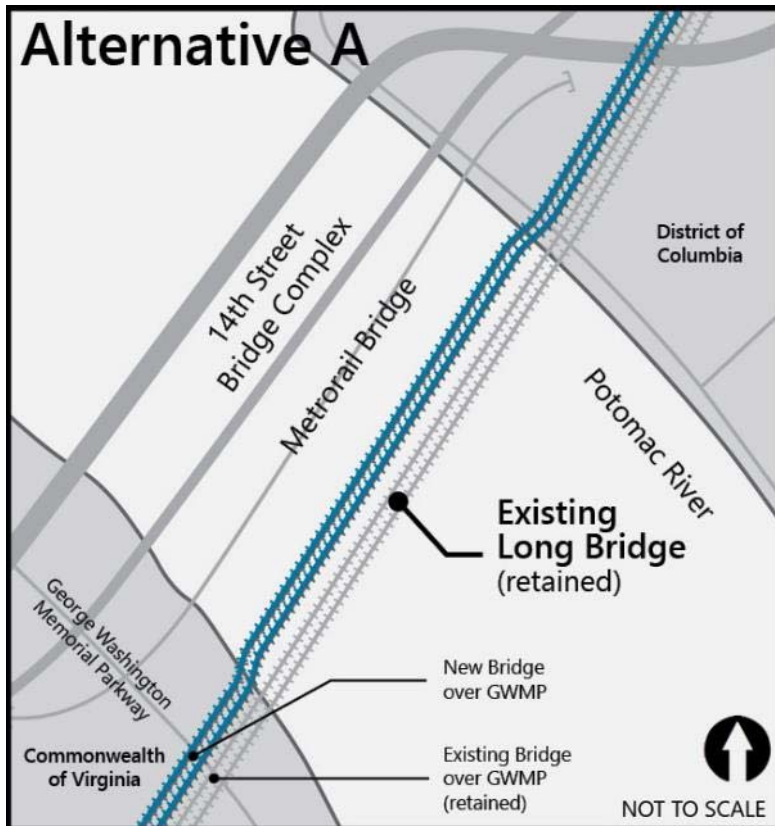 Alternative A
14th Street
Bridge Complex
Metrorail Bridge
District of
Columbia
Potomac River
Existing
Long Bridge
(retained)
George Washington
Memorial Parkway
New Bridge
over GWMP
Commonwealth
of Virginia
Existing Bridge
over GWMP
(retained)
NOT TO SCALE